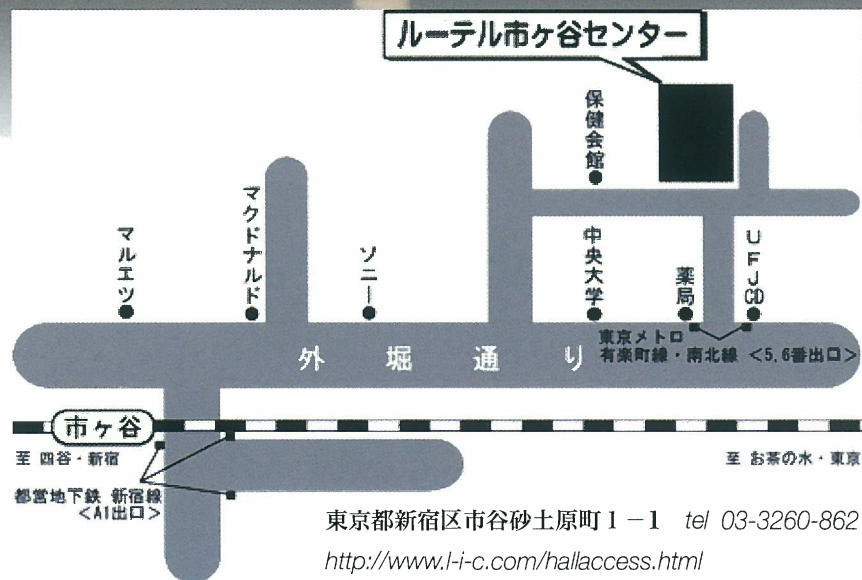 ルーテル市ヶ谷センター
保健会館
マルエツ
マクドナルド
ソニー
中央大学
薬局
UFJCD
東京メトロ
有楽町線・南北線 <5,6番出口>
外堀通り
市ヶ谷
至 四谷・新宿
至 お茶の水・東京
都営地下鉄 新宿線
<A1出口>
東京都新宿区市谷砂土原町1-1 tel 03-3260-862
http://www.l-i-c.com/hallaccess.html